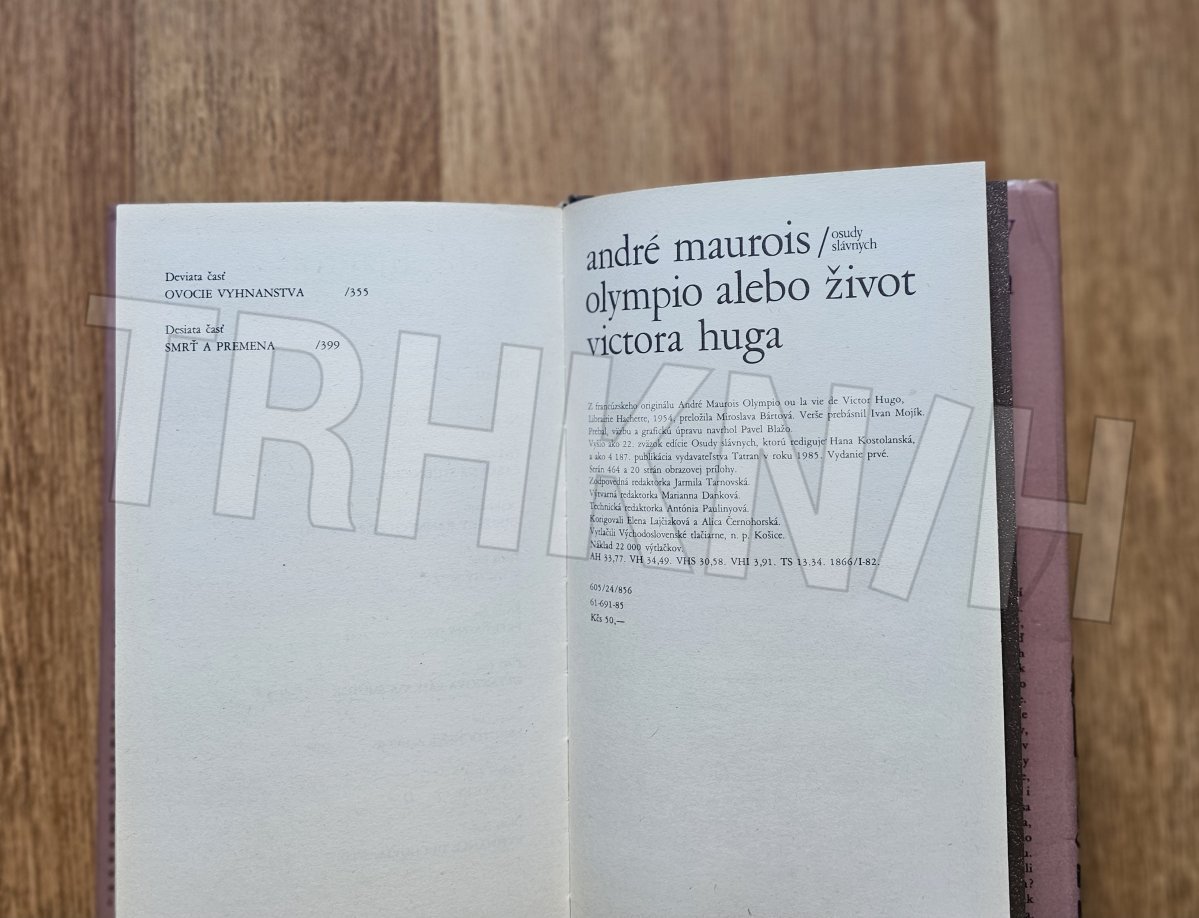 Deviata časť
OVOCIE VYHNANSTVA /355
Desiata časť
SMRŤ A PREMENA /399
andré maurois / osudy slávnych
olympio alebo život
victora huga
Z francúzskeho originálu André Maurois Olympio ou la vie de Victor Hugo,
Librairie Hachette, 1954, preložila Miroslava Bártová. Verše prebásnil Ivan Mojík.
Prebal, väzbu a grafickú úpravu navrhol Pavel Blažo.
Vyšlo ako 22. zväzok edície Osudy slávnych, ktorú rediguje Hana Kostolanská,
a ako 4 187. publikácia vydavateľstva Tatran v roku 1985. Vydanie prvé.
Strán 464 a 20 strán obrazovej prílohy.
Zodpovedná redaktorka Jarmila Tarnovská.
Výtvarná redaktorka Marianna Danková.
Technická redaktorka Antónia Paulinyová.
Korigovali Elena Lajčiaková a Alica Černohorská.
Vytlačili Východoslovenské tlačiarne, n. p. Košice.
Náklad 22 000 výtlačkov.
AH 33,77. VH 34,49. VHS 30,58. VHI 3,91. TS 13.34. 1866/I-82.
605/24/856
61-691-85
Kčs 50,—
TRHKNÍH